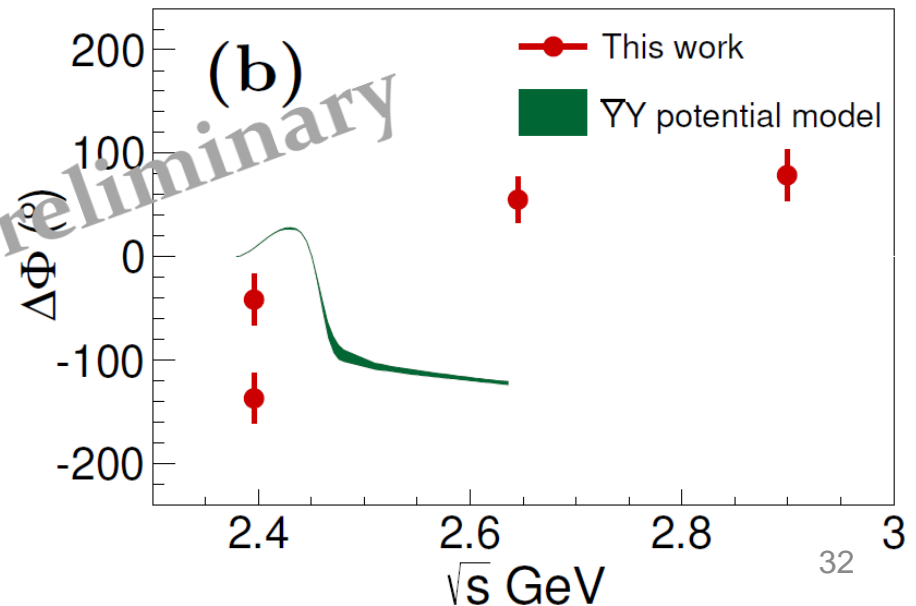 (b)
This work
Y̅Y potential model
reliminary
ΔΦ (°)
200
100
0
-100
-200
2.4
2.6
2.8
3
√s GeV
32